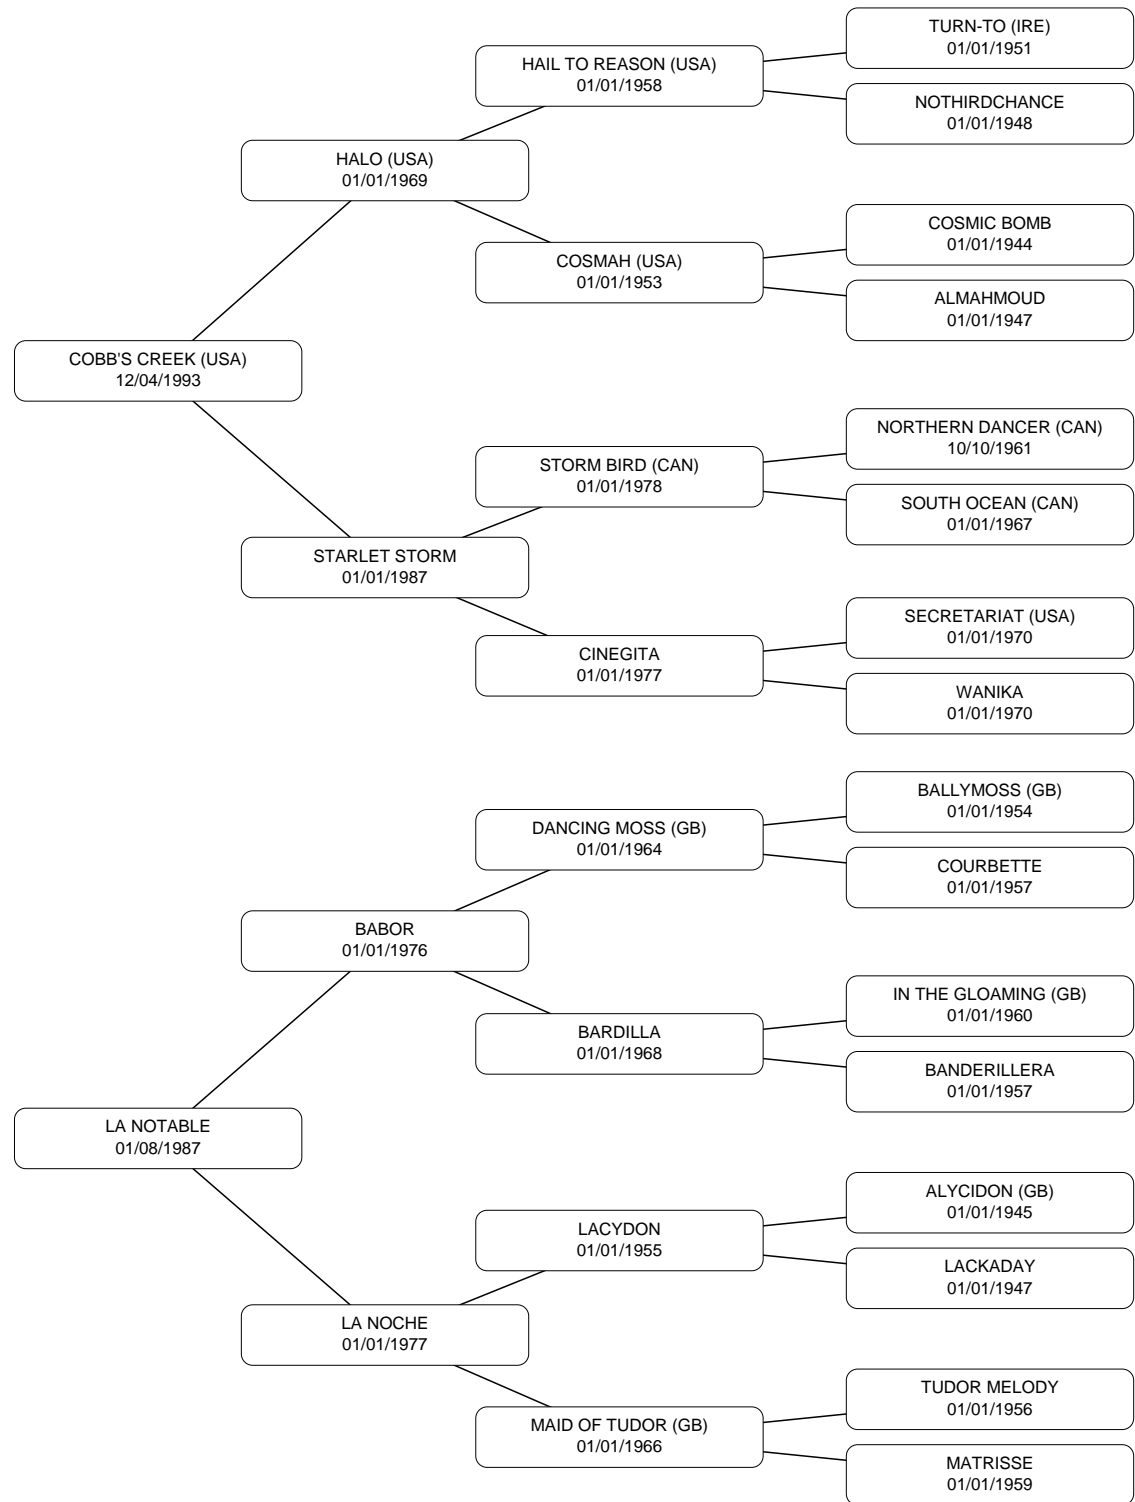 TURN-TO (IRE)
01/01/1951
HAIL TO REASON (USA)
01/01/1958
NOTHIRDCHANCE
01/01/1948
HALO (USA)
01/01/1969
COSMIC BOMB
01/01/1944
COSMAH (USA)
01/01/1953
ALMAHMOUD
01/01/1947
COBB'S CREEK (USA)
12/04/1993
NORTHERN DANCER (CAN)
10/10/1961
STORM BIRD (CAN)
01/01/1978
SOUTH OCEAN (CAN)
01/01/1967
STARLET STORM
01/01/1987
SECRETARIAT (USA)
01/01/1970
CINEGITA
01/01/1977
WANIKA
01/01/1970
BALLYMOSS (GB)
01/01/1954
DANCING MOSS (GB)
01/01/1964
COURBETTE
01/01/1957
BABOR
01/01/1976
IN THE GLOAMING (GB)
01/01/1960
BARDILLA
01/01/1968
BANDERILLERA
01/01/1957
LA NOTABLE
01/08/1987
ALYCIDON (GB)
01/01/1945
LACYDON
01/01/1955
LACKADAY
01/01/1947
LA NOCHE
01/01/1977
TUDOR MELODY
01/01/1956
MAID OF TUDOR (GB)
01/01/1966
MATRISSE
01/01/1959